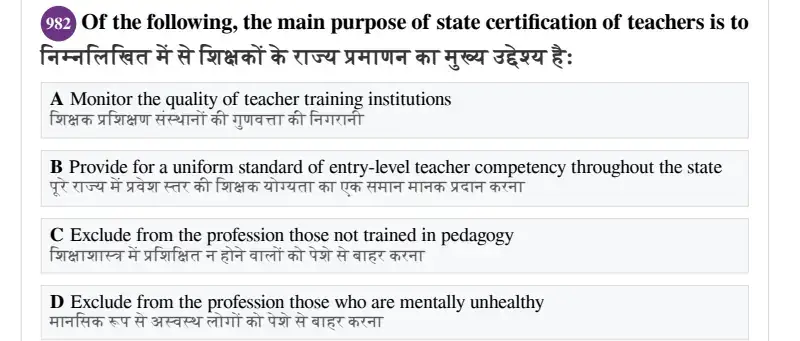 982 Of the following, the main purpose of state certification of teachers is to
निम्नलिखित में से शिक्षकों के राज्य प्रमाणन का मुख्य उद्देश्य है:
A Monitor the quality of teacher training institutions
शिक्षक प्रशिक्षण संस्थानों की गुणवत्ता की निगरानी
B Provide for a uniform standard of entry-level teacher competency throughout the state
पूरे राज्य में प्रवेश स्तर की शिक्षक योग्यता का एक समान मानक प्रदान करना
C Exclude from the profession those not trained in pedagogy
शिक्षाशास्त्र में प्रशिक्षित न होने वालों को पेशे से बाहर करना
D Exclude from the profession those who are mentally unhealthy
मानसिक रूप से अस्वस्थ लोगों को पेशे से बाहर करना